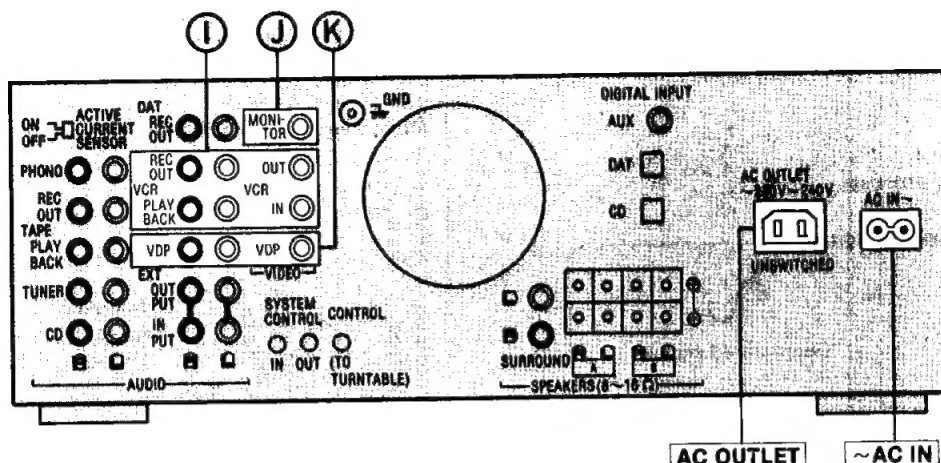 I J K
ON
OFF
ACTIVE
CURRENT
SENSOR
DAT
REC
OUT
MONI-
TOR
GND
DIGITAL INPUT
AUX
PHONO
REC
OUT
OUT
DAT
AC OUTLET
VCR
VCR
REC
OUT
PLAY
BACK
IN
CD
AC IN ~
TAPE
PLAY
BACK
VDP
VDP
VIDEO
UNSWITCHED
TUNER
EXT
OUT
PUT
SYSTEM
CONTROL
CONTROL
CD
IN
PUT
IN
OUT
(TO
TURNTABLE)
SURROUND
A
B
AUDIO
SPEAKERS
AC OUTLET
~AC IN